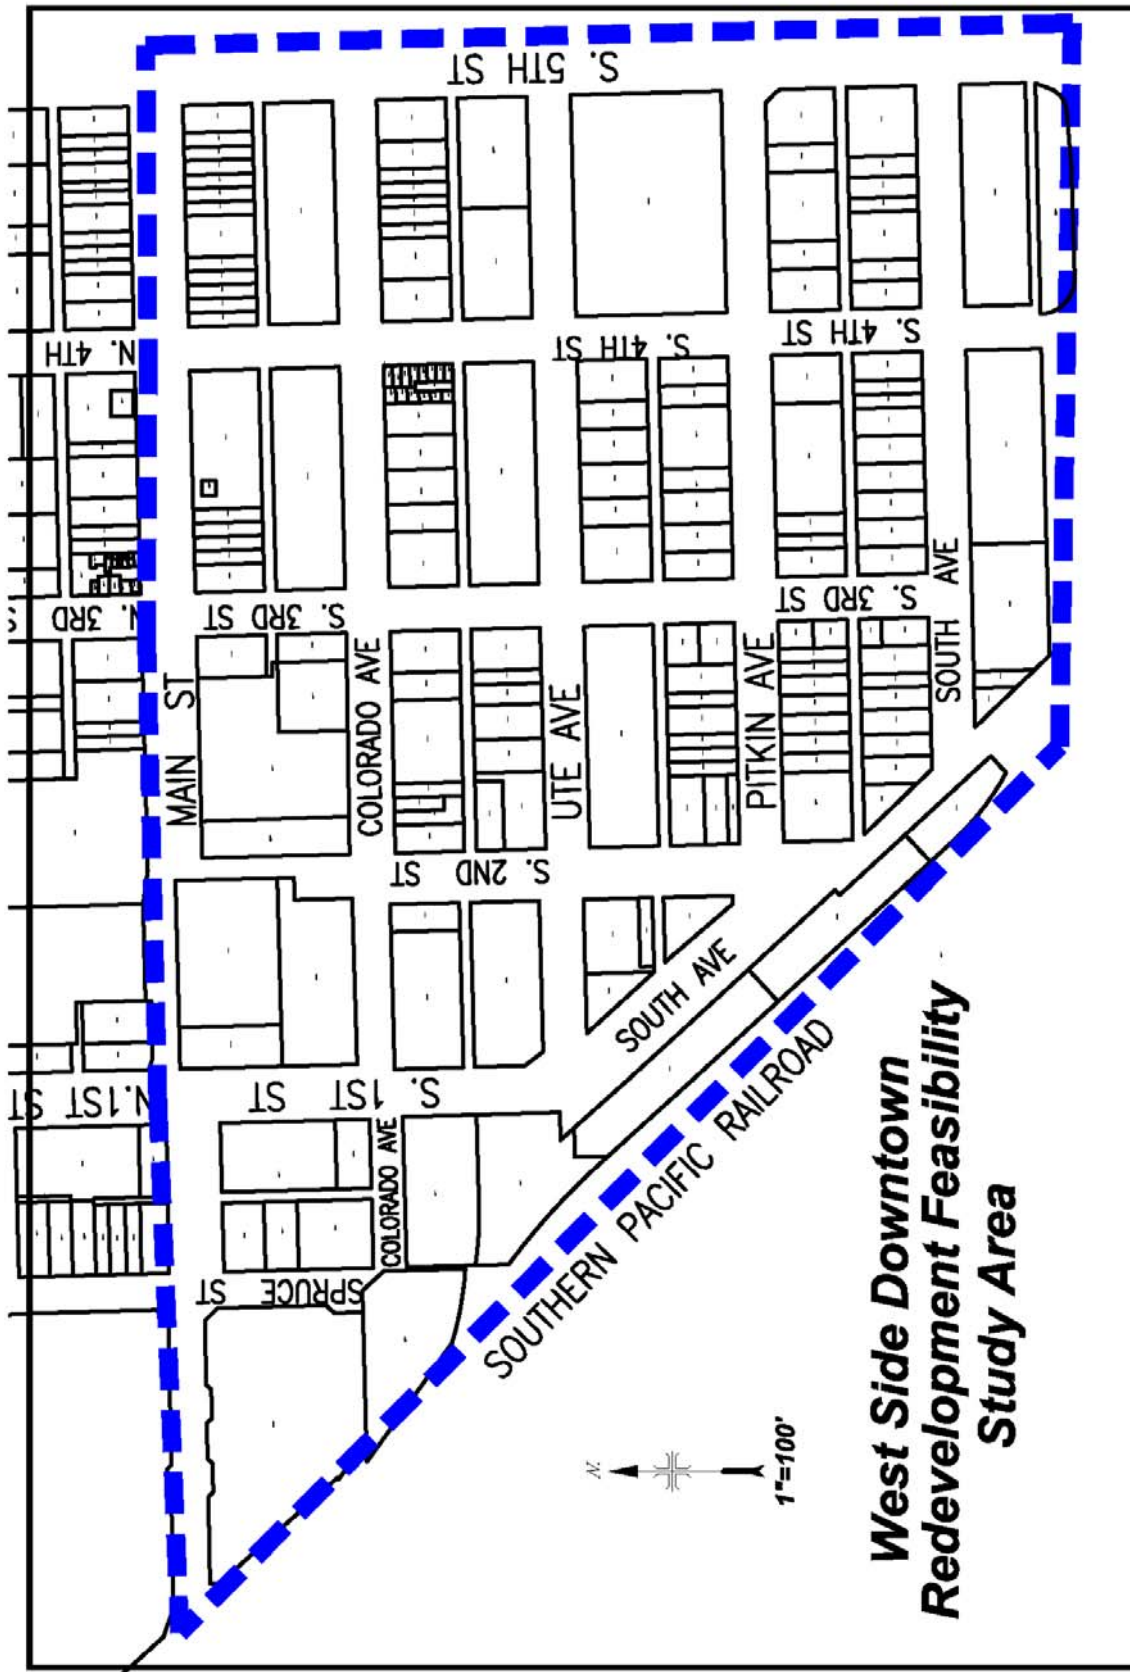 S. 5TH ST
N. 4TH
S. 4TH ST
S. 4TH ST
N. 3RD S
S. 3RD ST
S. 3RD ST
MAIN ST
COLORADO AVE
UTE AVE
PITKIN AVE
SOUTH AVE
S. 2ND ST
SOUTH AVE
N.1ST ST
S. 1ST ST
COLORADO AVE
SPRUCE ST
SOUTHERN PACIFIC RAILROAD
N.
1"=100'
West Side Downtown
Redevelopment Feasibility
Study Area